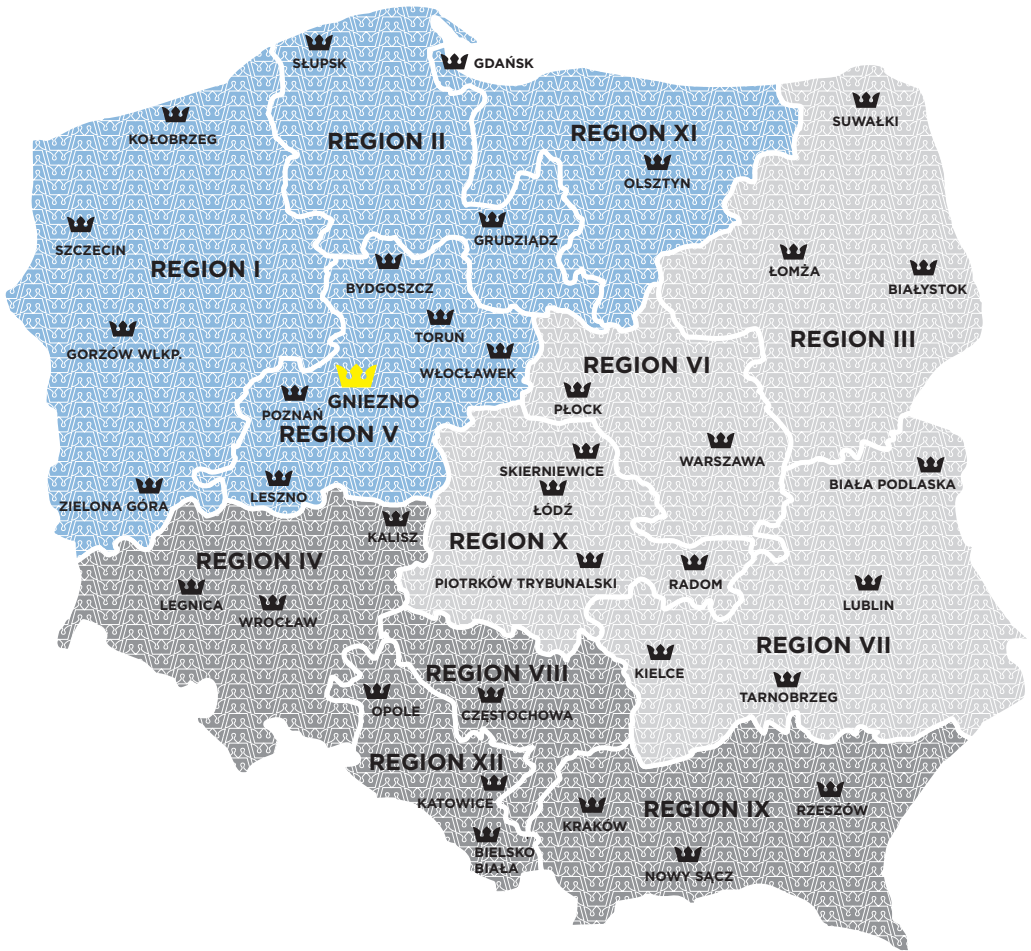 SŁUPSK
GDAŃSK
SUWAŁKI
KOŁOBRZEG
REGION II
REGION XI
OLSZTYN
SZCZECIN
GRUDZIĄDZ
REGION I
BYDGOSZCZ
ŁOMŻA
BIAŁYSTOK
TORUŃ
REGION III
GORZÓW WLKP.
WŁOCŁAWEK
REGION VI
GNIEZNO
POZNAŃ
PŁOCK
REGION V
SKIERNIEWICE
WARSZAWA
BIAŁA PODLASKA
ZIELONA GÓRA
LESZNO
ŁÓDŹ
KALISZ
REGION X
REGION IV
PIOTRKÓW TRYBUNALSKI
RADOM
LEGNICA
WROCŁAW
LUBLIN
REGION VII
REGION VIII
KIELCE
TARNOBRZEG
OPOLE
CZĘSTOCHOWA
REGION XII
KATOWICE
REGION IX
RZESZÓW
KRAKÓW
BIELSKO
BIAŁA
NOWY SĄCZ